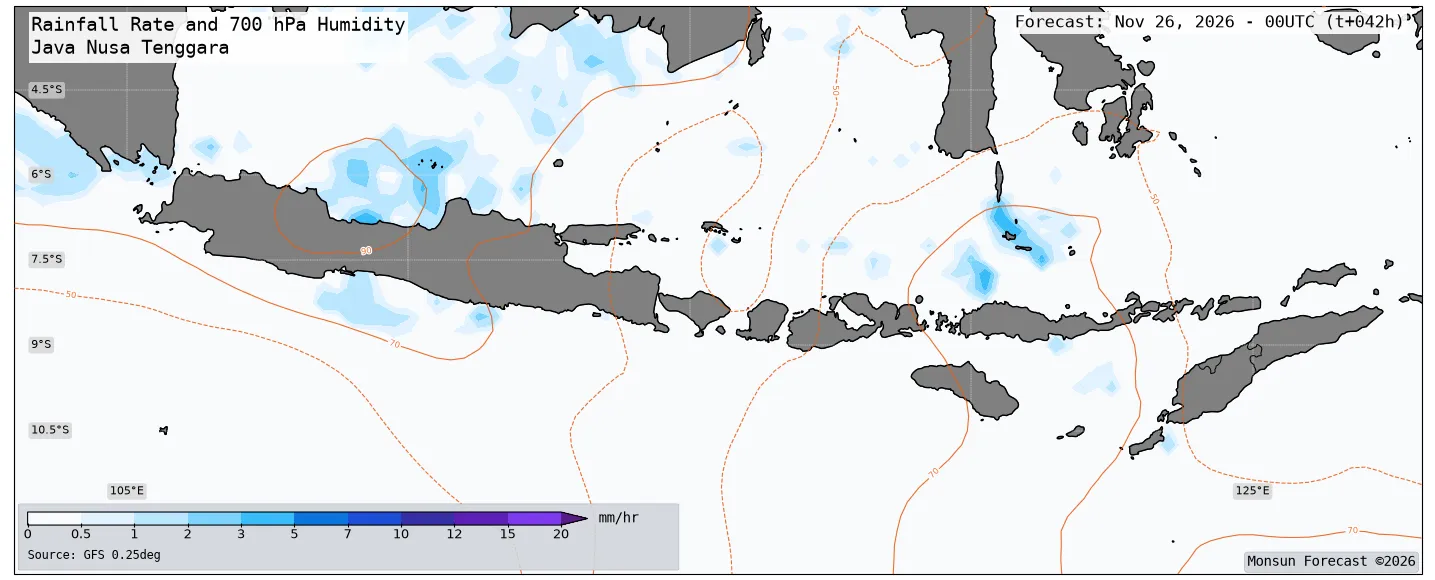 Rainfall Rate and 700 hPa Humidity
Java Nusa Tenggara
Forecast: Nov 26, 2026 - 00UTC (t+042h)
4.5°S
6°S
7.5°S
9°S
10.5°S
105°E
125°E
50
50
50
70
70
70
90
0 0.5 1 2 3 5 7 10 12 15 20
mm/hr
Source: GFS 0.25deg
Monsun Forecast ©2026